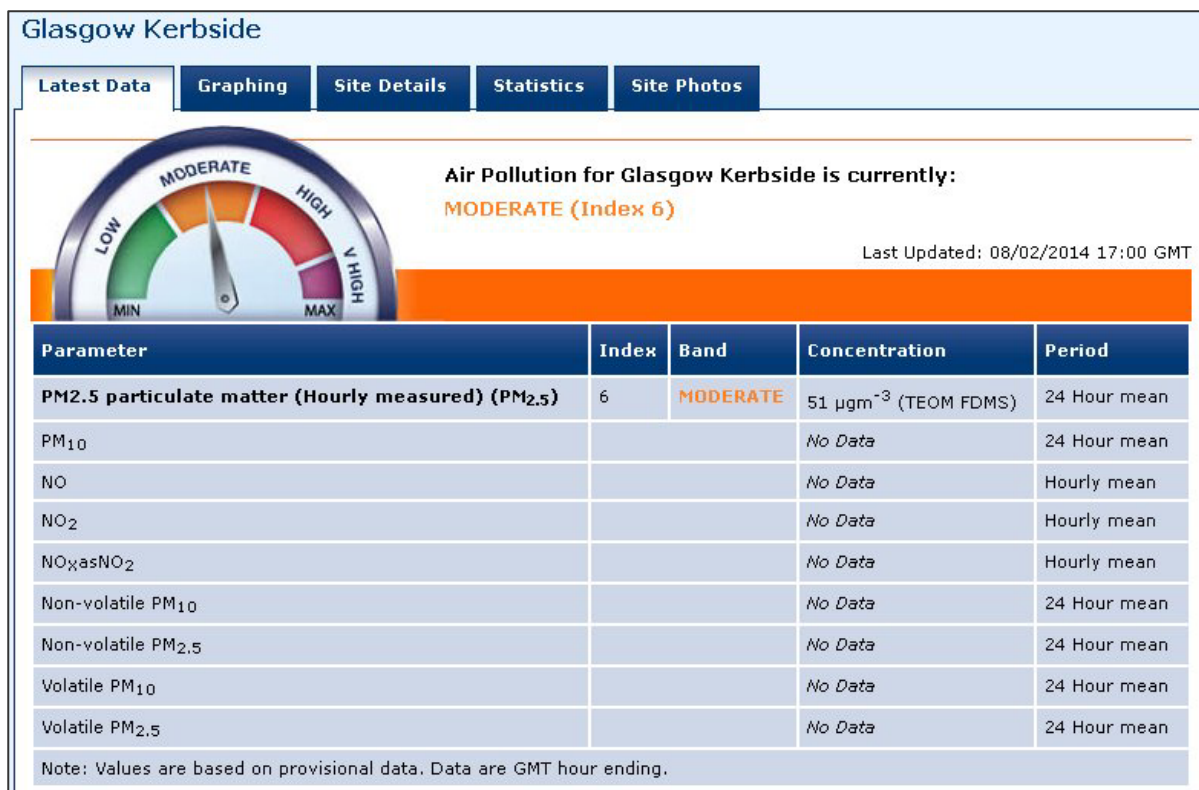 Glasgow Kerbside
Latest Data Graphing Site Details Statistics Site Photos
LOW MODERATE HIGH V HIGH
MIN MAX
Air Pollution for Glasgow Kerbside is currently:
MODERATE (Index 6)
Last Updated: 08/02/2014 17:00 GMT
Parameter Index Band Concentration Period
PM2.5 particulate matter (Hourly measured) (PM₂.₅) 6 MODERATE 51 µgm⁻³ (TEOM FDMS) 24 Hour mean
PM₁₀ No Data 24 Hour mean
NO No Data Hourly mean
NO₂ No Data Hourly mean
NOₓasNO₂ No Data Hourly mean
Non-volatile PM₁₀ No Data 24 Hour mean
Non-volatile PM₂.₅ No Data 24 Hour mean
Volatile PM₁₀ No Data 24 Hour mean
Volatile PM₂.₅ No Data 24 Hour mean
Note: Values are based on provisional data. Data are GMT hour ending.